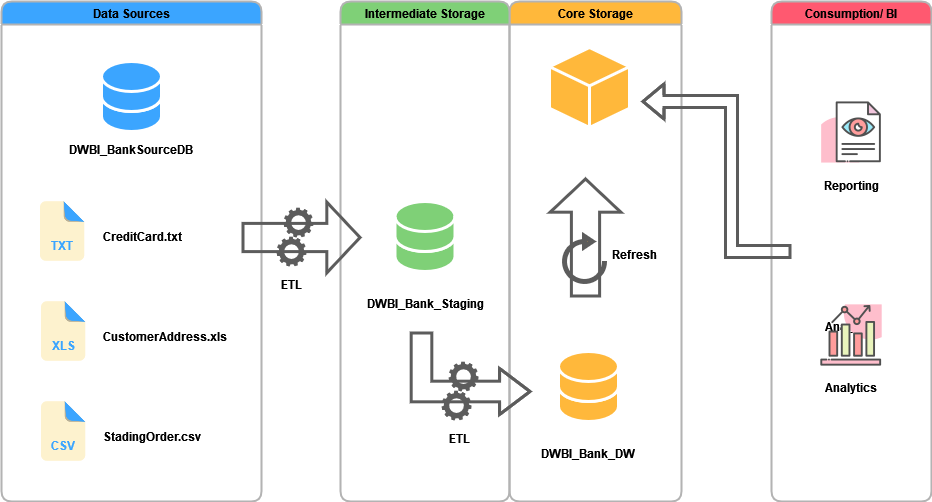 Data Sources
Intermediate Storage
Core Storage
Consumption/ BI
DWBI_BankSourceDB
TXT
CreditCard.txt
XLS
CustomerAddress.xls
CSV
StadingOrder.csv
ETL
DWBI_Bank_Staging
ETL
Refresh
DWBI_Bank_DW
Reporting
Analytics